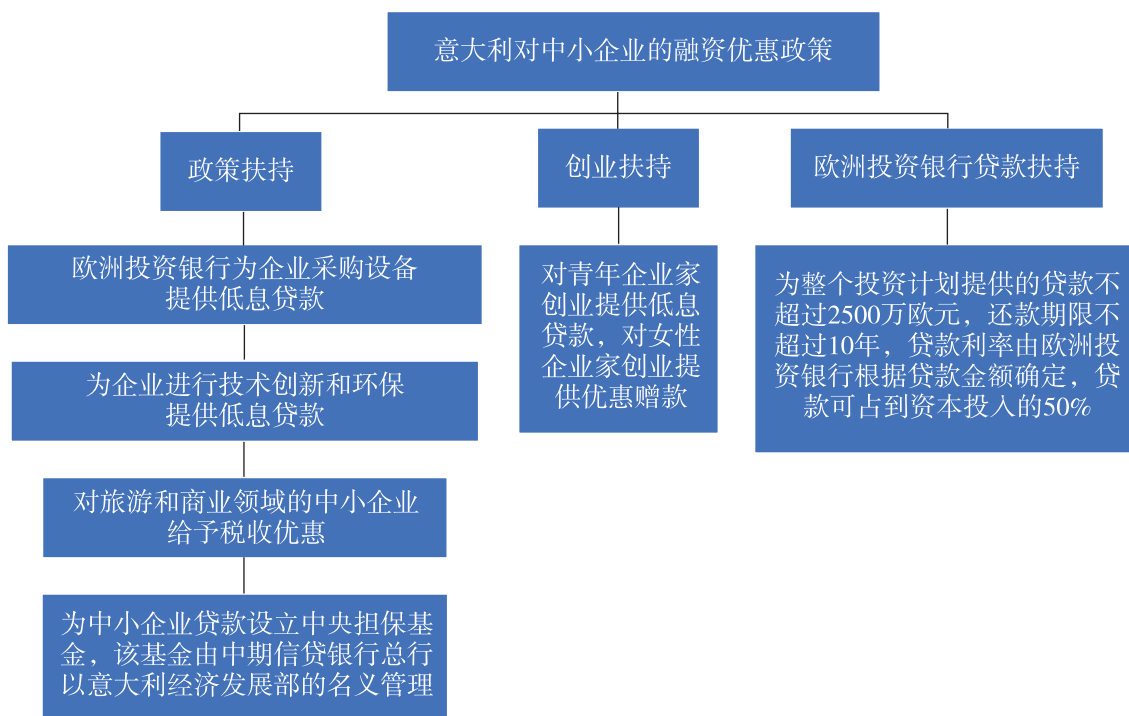 意大利对中小企业的融资优惠政策
政策扶持
欧洲投资银行为企业采购设备
提供低息贷款
为企业进行技术创新和环保
提供低息贷款
对旅游和商业领域的中小企业
给予税收优惠
为中小企业贷款设立中央担保基
金，该基金由中期信贷银行总行
以意大利经济发展部的名义管理
创业扶持
对青年企业家
创业提供低息
贷款，对女性
企业家创业提
供优惠赠款
欧洲投资银行贷款扶持
为整个投资计划提供的贷款不
超过2500万欧元，还款期限不
超过10年，贷款利率由欧洲投
资银行根据贷款金额确定，贷
款可占到资本投入的50%